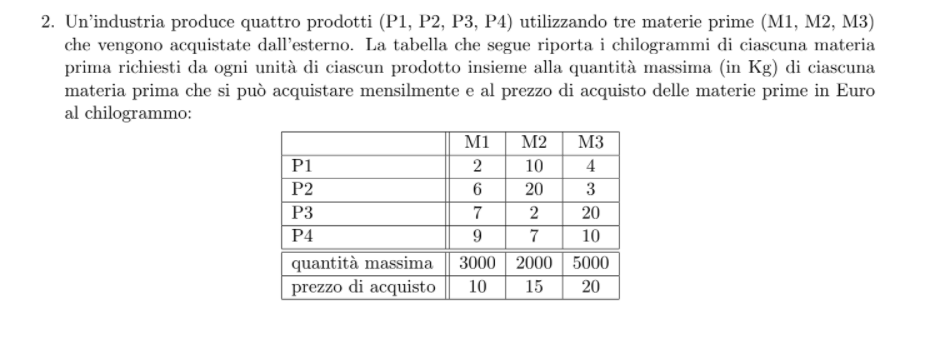 2. Un'industria produce quattro prodotti (P1, P2, P3, P4) utilizzando tre materie prime (M1, M2, M3)
che vengono acquistate dall'esterno. La tabella che segue riporta i chilogrammi di ciascuna materia
prima richiesti da ogni unità di ciascun prodotto insieme alla quantità massima (in Kg) di ciascuna
materia prima che si può acquistare mensilmente e al prezzo di acquisto delle materie prime in Euro
al chilogrammo:
M1 M2 M3
P1 2 10 4
P2 6 20 3
P3 7 2 20
P4 9 7 10
quantità massima 3000 2000 5000
prezzo di acquisto 10 15 20